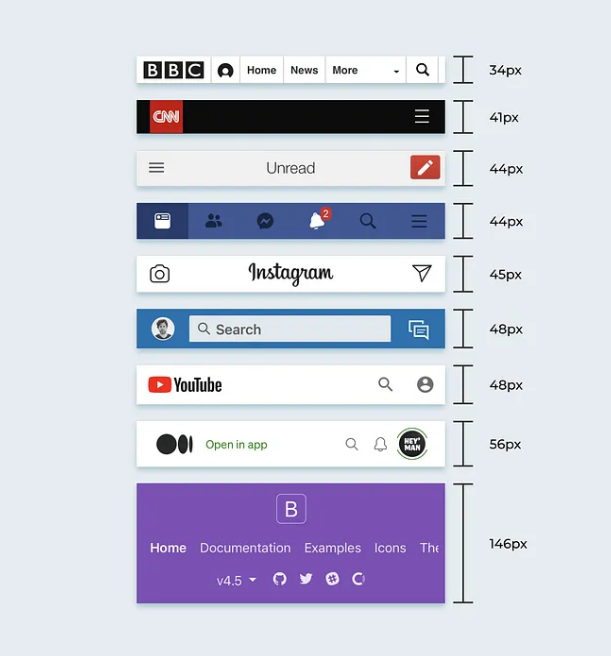 BBC Home News More 34px
CNN 41px
Unread 44px
2 44px
Instagram 45px
Search 48px
YouTube 48px
Open in app HEY' MAN 56px
B
Home Documentation Examples Icons The
146px
v4.5